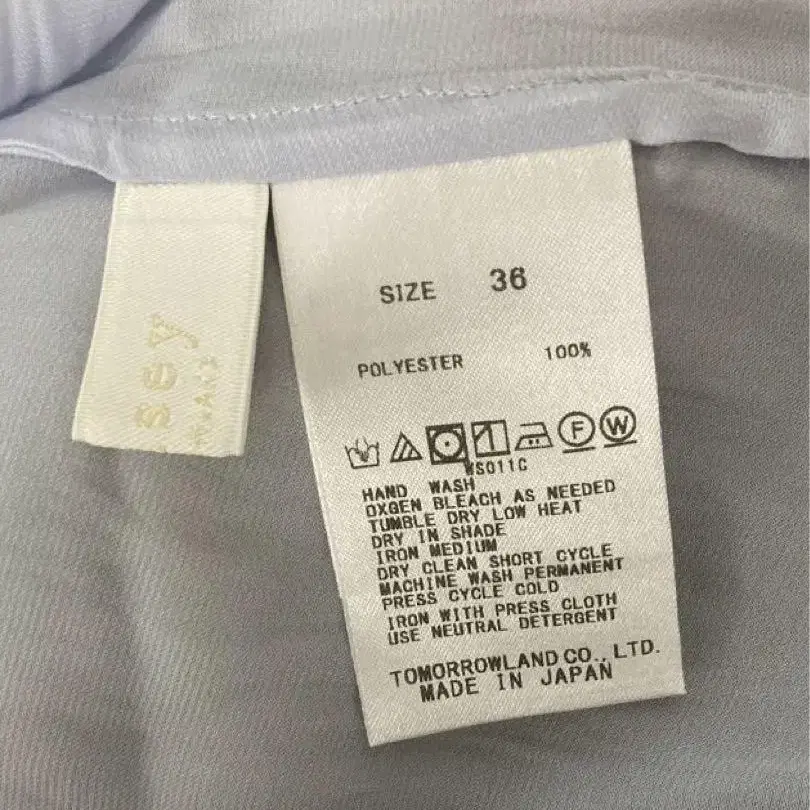 sey
SIZE 36
POLYESTER 100%
F W
WS011C
HAND WASH
OXGEN BLEACH AS NEEDED
TUMBLE DRY LOW HEAT
DRY IN SHADE
IRON MEDIUM
DRY CLEAN SHORT CYCLE
MACHINE WASH PERMANENT
PRESS CYCLE COLD
IRON WITH PRESS CLOTH
USE NEUTRAL DETERGENT
TOMORROWLAND CO., LTD.
MADE IN JAPAN